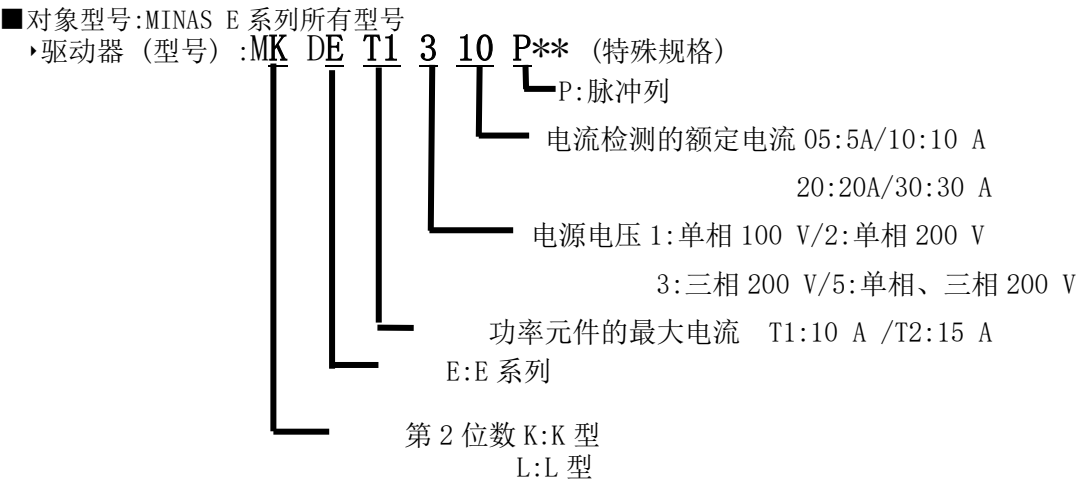 ■对象型号:MINAS E 系列所有型号
▸驱动器 (型号) :MK DE T1 3 10 P** (特殊规格)
P:脉冲列
电流检测的额定电流 05:5A/10:10 A
20:20A/30:30 A
电源电压 1:单相 100 V/2:单相 200 V
3:三相 200 V/5:单相、三相 200 V
功率元件的最大电流 T1:10 A /T2:15 A
E:E 系列
第 2 位数 K:K 型
L:L 型